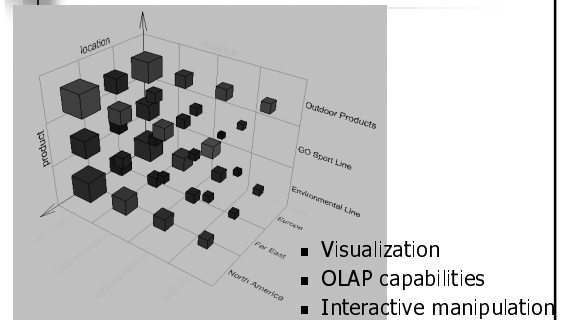 location
product
Outdoor Products
GO Sport Line
Environmental Line
Europe
Far East
North America
Visualization
OLAP capabilities
Interactive manipulation